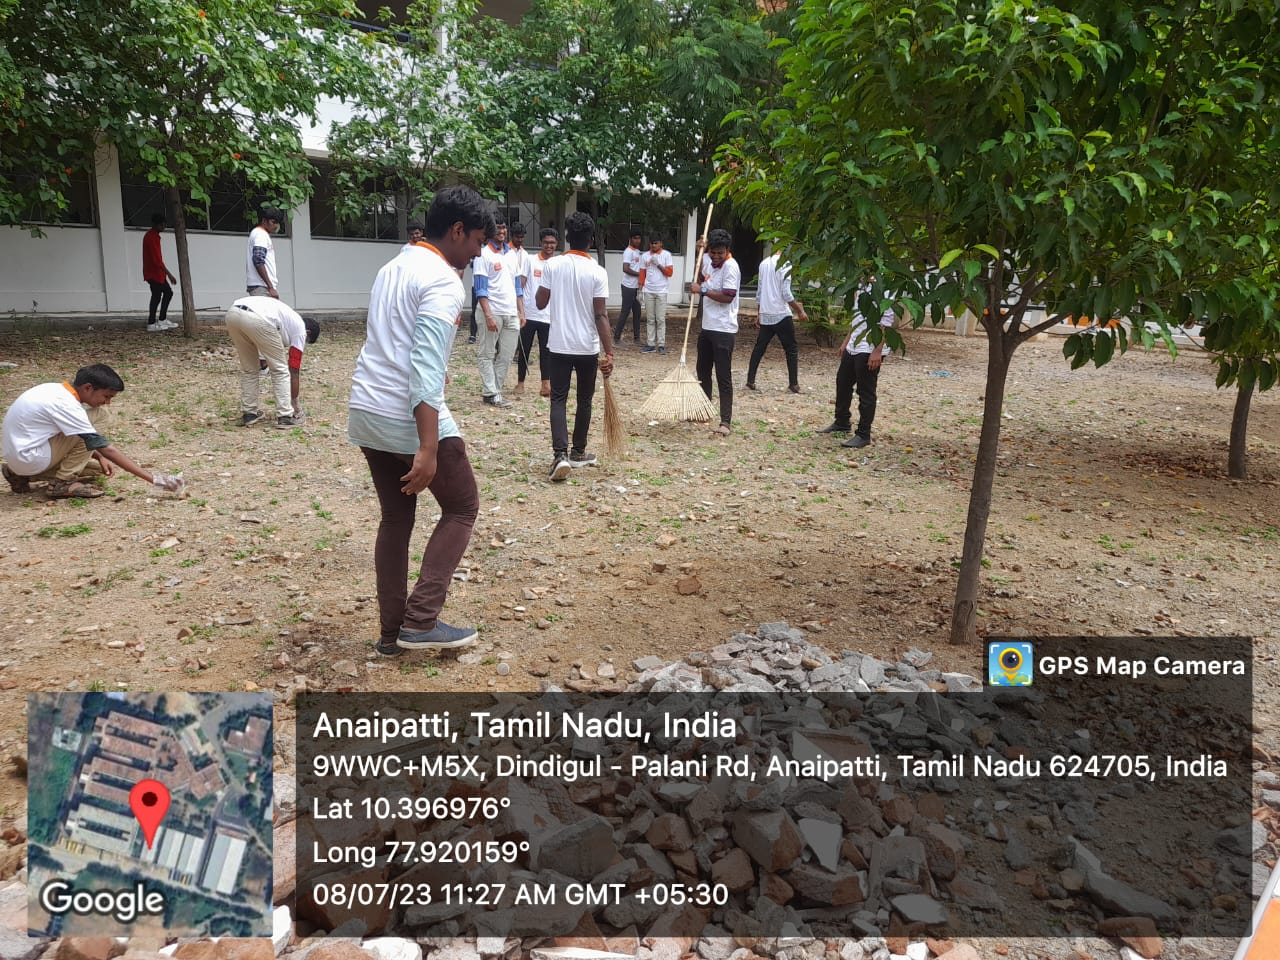 GPS Map Camera
Anaipatti, Tamil Nadu, India
9WWC+M5X, Dindigul - Palani Rd, Anaipatti, Tamil Nadu 624705, India
Lat 10.396976°
Long 77.920159°
08/07/23 11:27 AM GMT +05:30
Google